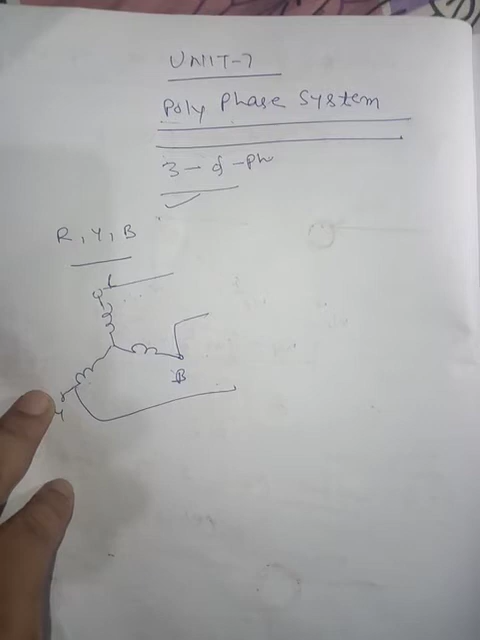 UNIT-7
Poly Phase System
3-ɸ-Ph
R, Y, B
R
B
Y